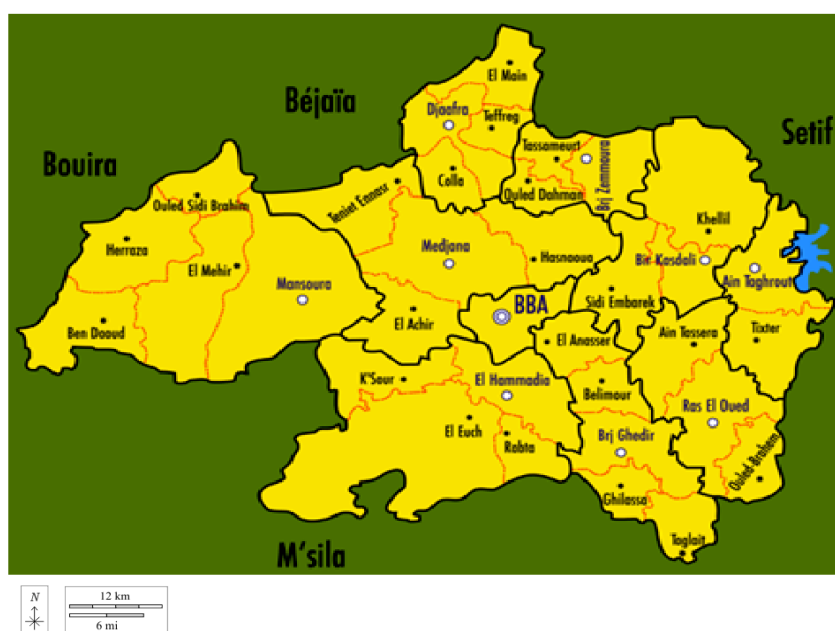 El Main
Béjaïa
Djaafra
Teffreg
Setif
Tassameurt
Brj Zemmoura
Bouira
Colla
Ouled Dahman
Teniet Ennasr
Ouled Sidi Brahim
Khellil
Herraza
Medjana
Hasnaoua
Bir Kasdali
El Mehir
Mansoura
Ain Taghrout
BBA
Sidi Embarek
El Achir
Ben Daoud
Ain Tassera
Tixter
El Anasser
K'Sour
El Hammadia
Belimour
Ras El Oued
El Euch
Rabta
Brj Ghedir
Ouled-Brahem
Ghilassa
Taglait
M'sila
N
12 km
6 mi